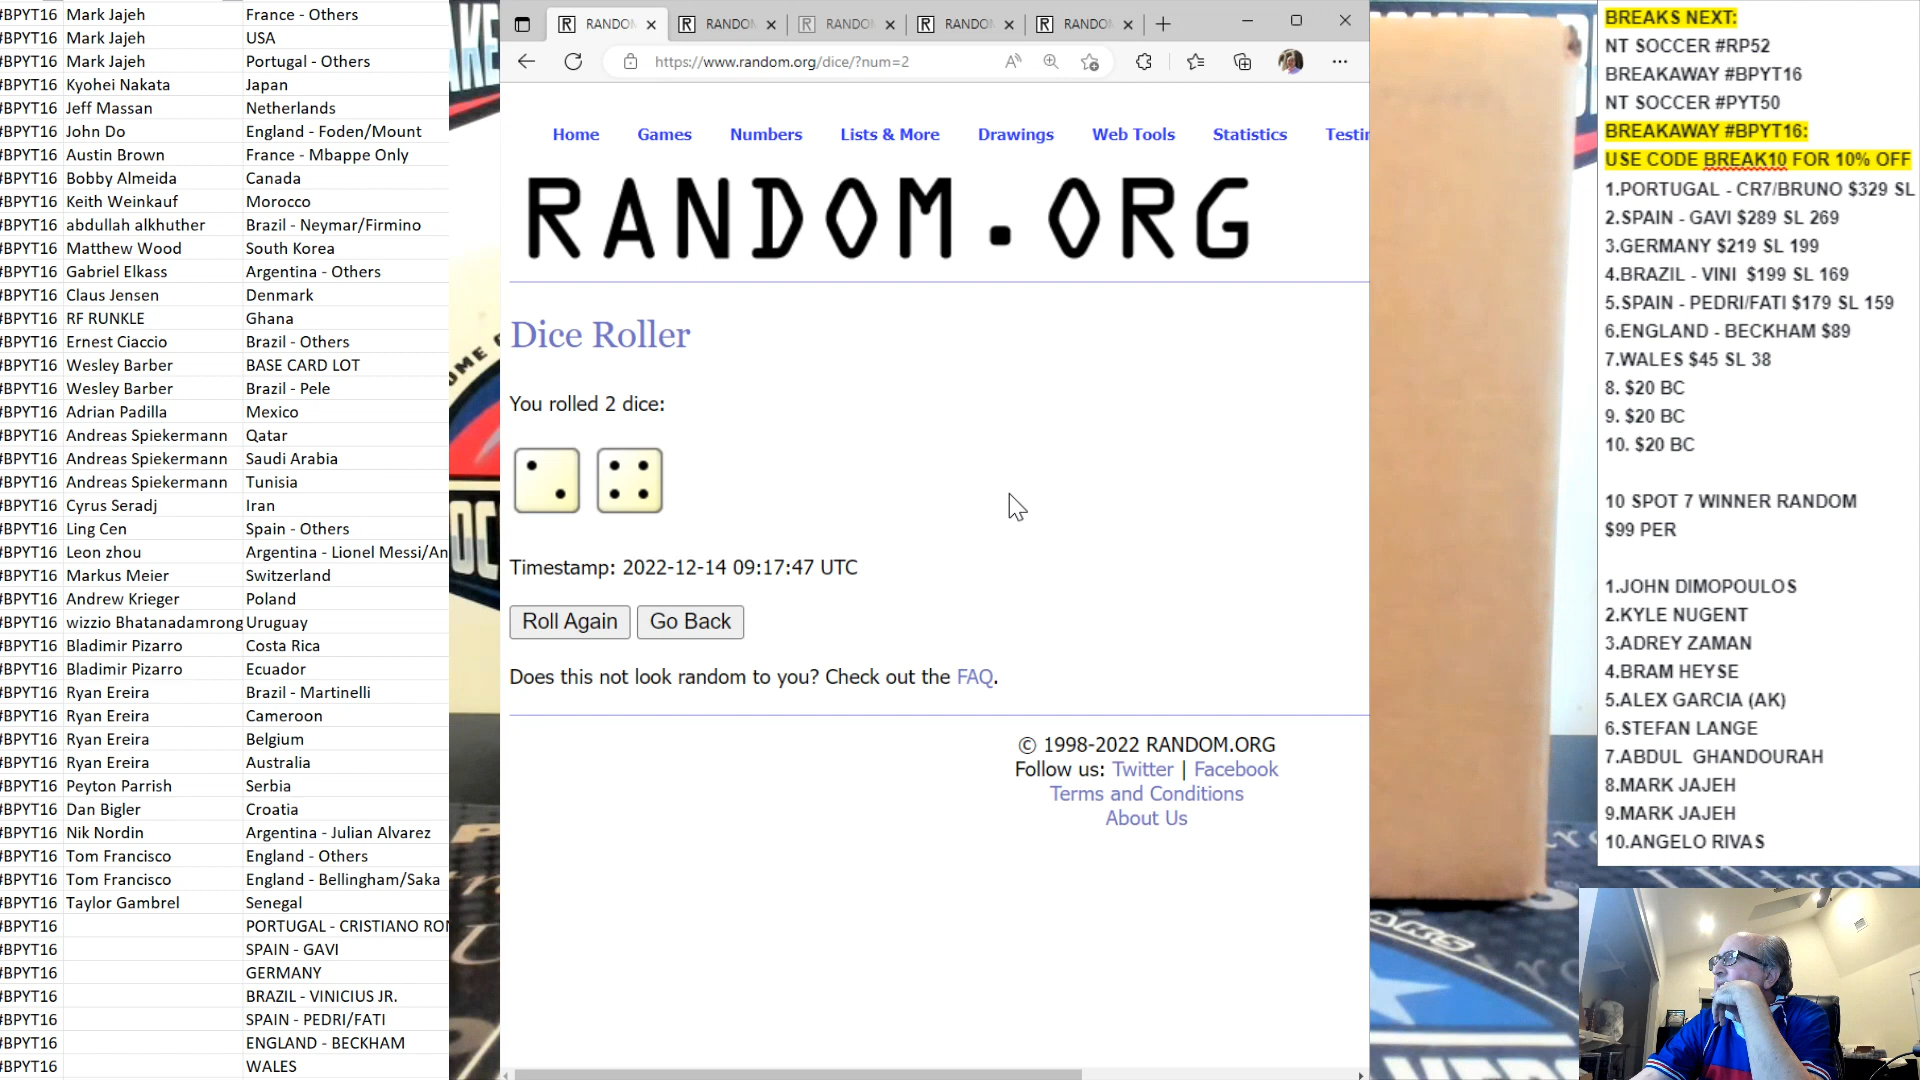 #BPYT16 Mark Jajeh France - Others
#BPYT16 Mark Jajeh USA
#BPYT16 Mark Jajeh Portugal - Others
#BPYT16 Kyohei Nakata Japan
#BPYT16 Jeff Massan Netherlands
#BPYT16 John Do England - Foden/Mount
#BPYT16 Austin Brown France - Mbappe Only
#BPYT16 Bobby Almeida Canada
#BPYT16 Keith Weinkauf Morocco
#BPYT16 abdullah alkhuther Brazil - Neymar/Firmino
#BPYT16 Matthew Wood South Korea
#BPYT16 Gabriel Elkass Argentina - Others
#BPYT16 Claus Jensen Denmark
#BPYT16 RF RUNKLE Ghana
#BPYT16 Ernest Ciaccio Brazil - Others
#BPYT16 Wesley Barber BASE CARD LOT
#BPYT16 Wesley Barber Brazil - Pele
#BPYT16 Adrian Padilla Mexico
#BPYT16 Andreas Spiekermann Qatar
#BPYT16 Andreas Spiekermann Saudi Arabia
#BPYT16 Andreas Spiekermann Tunisia
#BPYT16 Cyrus Seradj Iran
#BPYT16 Ling Cen Spain - Others
#BPYT16 Leon zhou Argentina - Lionel Messi/An
#BPYT16 Markus Meier Switzerland
#BPYT16 Andrew Krieger Poland
#BPYT16 wizzio Bhatanadamrong Uruguay
#BPYT16 Bladimir Pizarro Costa Rica
#BPYT16 Bladimir Pizarro Ecuador
#BPYT16 Ryan Ereira Brazil - Martinelli
#BPYT16 Ryan Ereira Cameroon
#BPYT16 Ryan Ereira Belgium
#BPYT16 Ryan Ereira Australia
#BPYT16 Peyton Parrish Serbia
#BPYT16 Dan Bigler Croatia
#BPYT16 Nik Nordin Argentina - Julian Alvarez
#BPYT16 Tom Francisco England - Others
#BPYT16 Tom Francisco England - Bellingham/Saka
#BPYT16 Taylor Gambrel Senegal
#BPYT16 PORTUGAL - CRISTIANO RO
#BPYT16 SPAIN - GAVI
#BPYT16 GERMANY
#BPYT16 BRAZIL - VINICIUS JR.
#BPYT16 SPAIN - PEDRI/FATI
#BPYT16 ENGLAND - BECKHAM
#BPYT16 WALES
RANDO RANDO RANDO RANDO RANDO
https://www.random.org/dice/?num=2
Home Games Numbers Lists & More Drawings Web Tools Statistics Testin
RANDOM.ORG
Dice Roller
You rolled 2 dice:
Timestamp: 2022-12-14 09:17:47 UTC
Roll Again Go Back
Does this not look random to you? Check out the FAQ.
© 1998-2022 RANDOM.ORG
Follow us: Twitter | Facebook
Terms and Conditions
About Us
BREAKS NEXT:
NT SOCCER #RP52
BREAKAWAY #BPYT16
NT SOCCER #PYT50
BREAKAWAY #BPYT16:
USE CODE BREAK10 FOR 10% OFF
1.PORTUGAL - CR7/BRUNO $329 SL
2.SPAIN - GAVI $289 SL 269
3.GERMANY $219 SL 199
4.BRAZIL - VINI $199 SL 169
5.SPAIN - PEDRI/FATI $179 SL 159
6.ENGLAND - BECKHAM $89
7.WALES $45 SL 38
8. $20 BC
9. $20 BC
10. $20 BC
10 SPOT 7 WINNER RANDOM
$99 PER
1.JOHN DIMOPOULOS
2.KYLE NUGENT
3.ADREY ZAMAN
4.BRAM HEYSE
5.ALEX GARCIA (AK)
6.STEFAN LANGE
7.ABDUL GHANDOURAH
8.MARK JAJEH
9.MARK JAJEH
10.ANGELO RIVAS